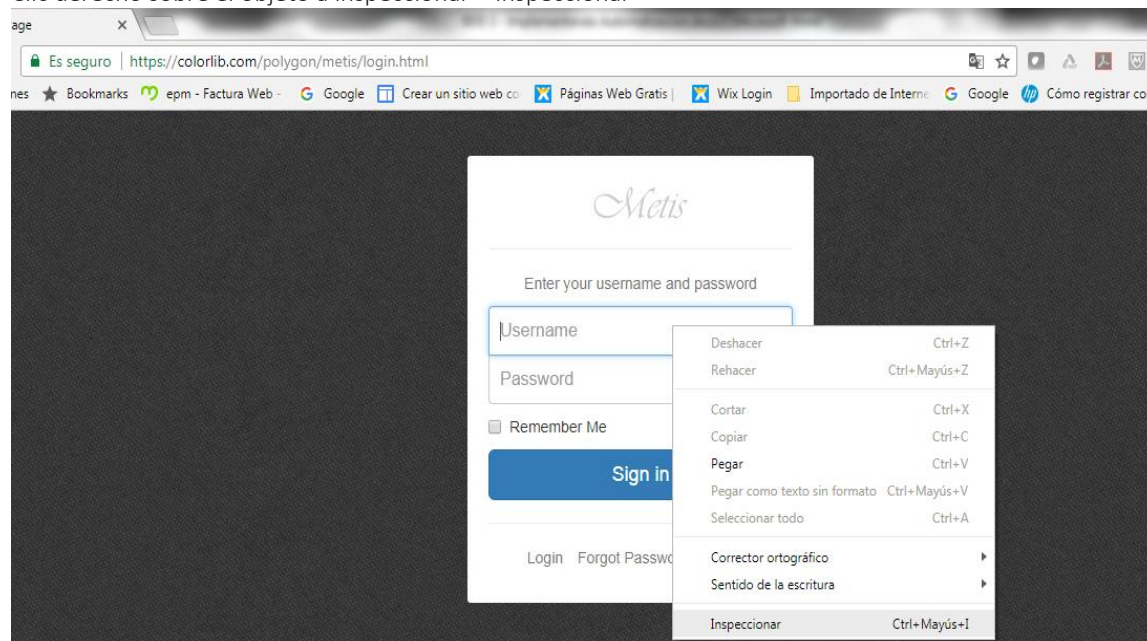 age
Es seguro https://colorlib.com/polygon/metis/login.html
nes Bookmarks epm - Factura Web - Google Crear un sitio web co Páginas Web Gratis | Wix Login Importado de Interne Google Cómo registrar co
Metis
Enter your username and password
Username
Password
Remember Me
Sign in
Login Forgot Passwo
Deshacer Ctrl+Z
Rehacer Ctrl+Mayús+Z
Cortar Ctrl+X
Copiar Ctrl+C
Pegar Ctrl+V
Pegar como texto sin formato Ctrl+Mayús+V
Seleccionar todo Ctrl+A
Corrector ortográfico
Sentido de la escritura
Inspeccionar Ctrl+Mayús+I